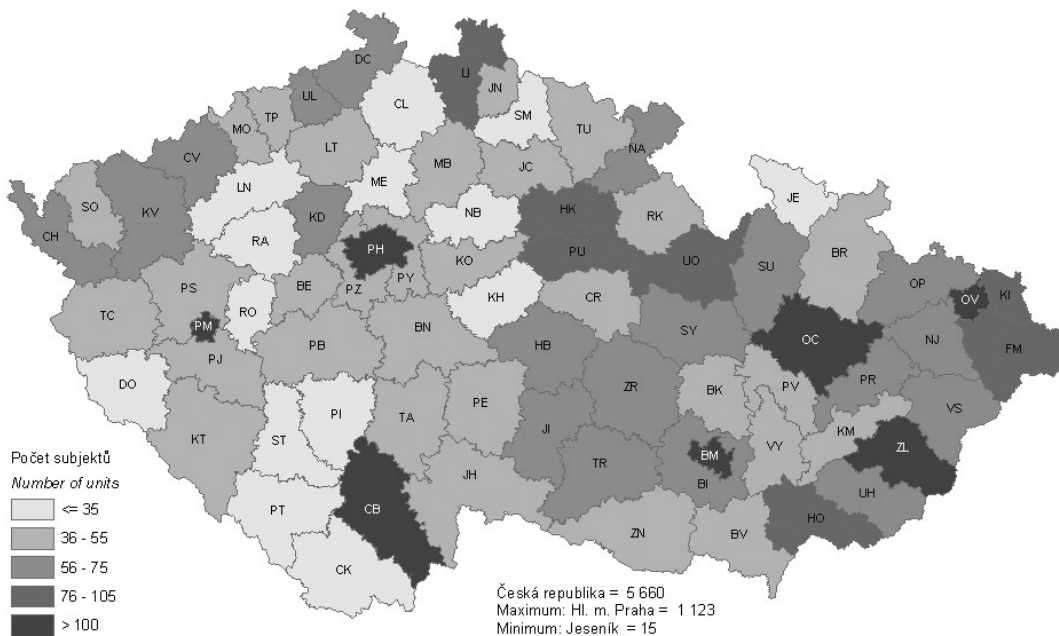 DC
LI
JN
UL
CL
SM
TP
MO
TU
LT
NA
CV
MB
JC
LN
ME
JE
SO
KV
KD
NB
HK
RK
CH
RA
PH
BR
KO
PU
UO
SU
PY
PS
BE
PZ
OP
KI
OV
KH
CR
TC
RO
PM
BN
SY
OC
NJ
FM
PB
HB
PJ
DO
ZR
PR
PI
TA
PE
BK
PV
VS
KT
ST
JI
KM
VY
ZL
BM
TR
JH
BI
UH
PT
CB
HO
ZN
BV
CK
Počet subjektů
Number of units
<= 35
36 - 55
56 - 75
76 - 105
> 100
Česká republika = 5 660
Maximum: Hl. m. Praha = 1 123
Minimum: Jeseník = 15